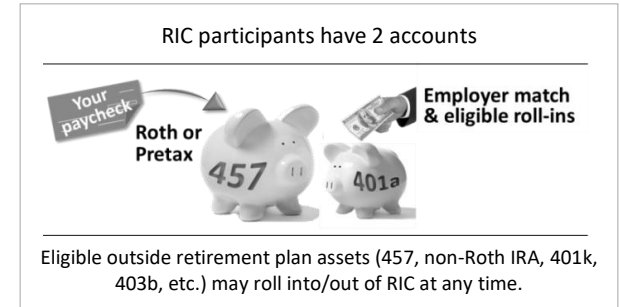 RIC participants have 2 accounts
Your
paycheck
Roth or
Pretax
457
Employer match
& eligible roll-ins
401a
Eligible outside retirement plan assets (457, non-Roth IRA, 401k,
403b, etc.) may roll into/out of RIC at any time.